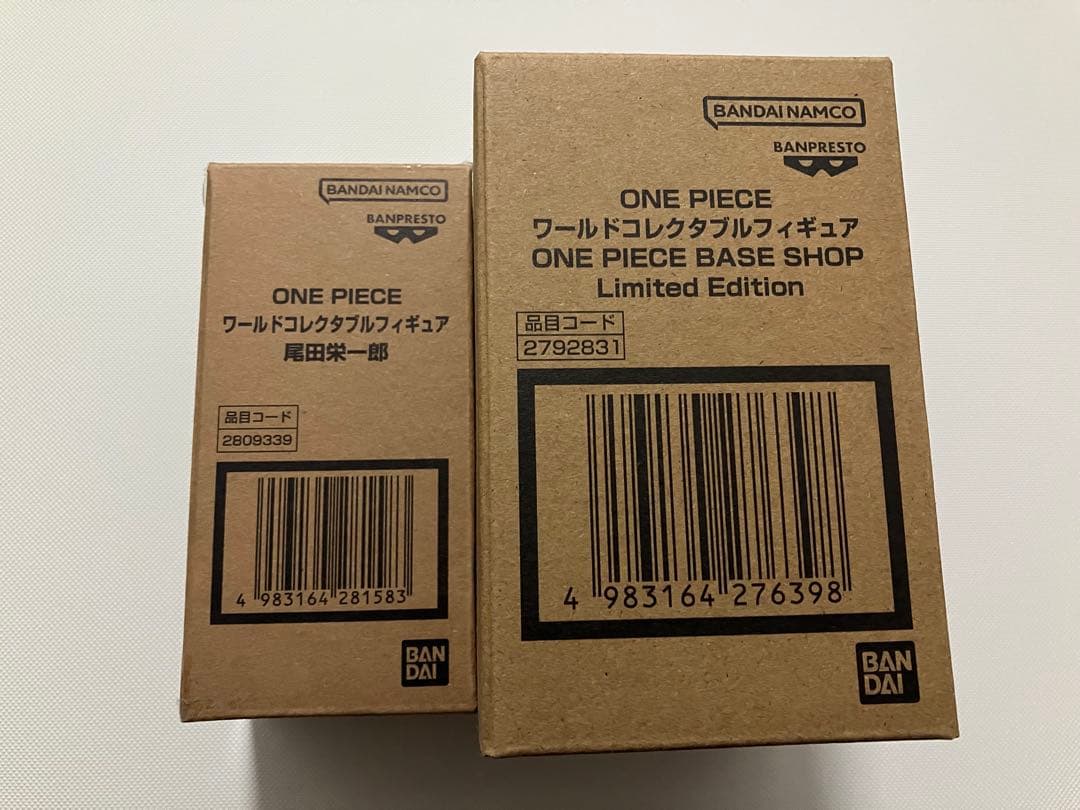 BANDAI NAMCO
BANPRESTO
ONE PIECE
ワールドコレクタブルフィギュア
尾田栄一郎
品目コード
2809339
4 983164 281583
BAN
DAI
BANDAI NAMCO
BANPRESTO
ONE PIECE
ワールドコレクタブルフィギュア
ONE PIECE BASE SHOP
Limited Edition
品目コード
2792831
4 983164 276398
BAN
DAI